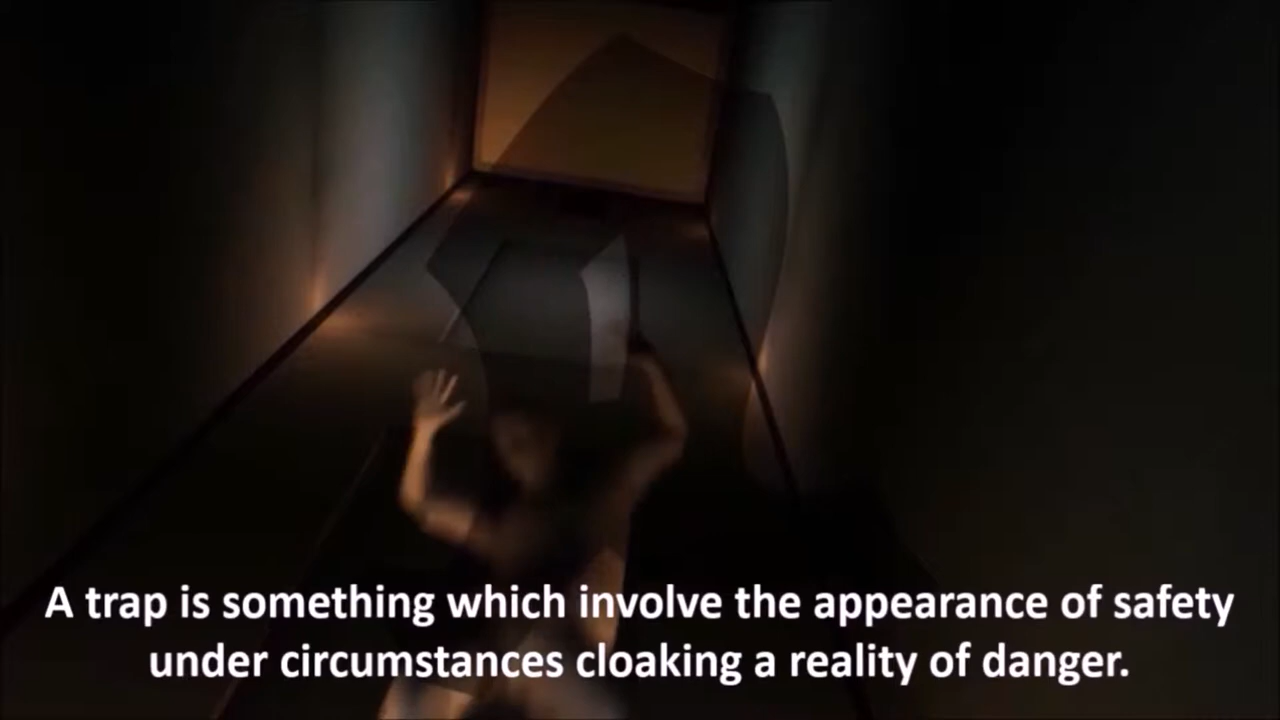 A trap is something which involve the appearance of safety
under circumstances cloaking a reality of danger.